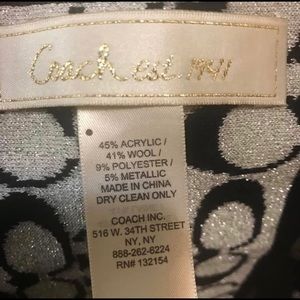 Coach est. 1941
45% ACRYLIC /
41% WOOL /
9% POLYESTER /
5% METALLIC
MADE IN CHINA
DRY CLEAN ONLY
COACH INC.
516 W. 34TH STREET
NY, NY
888-262-6224
RN# 132154